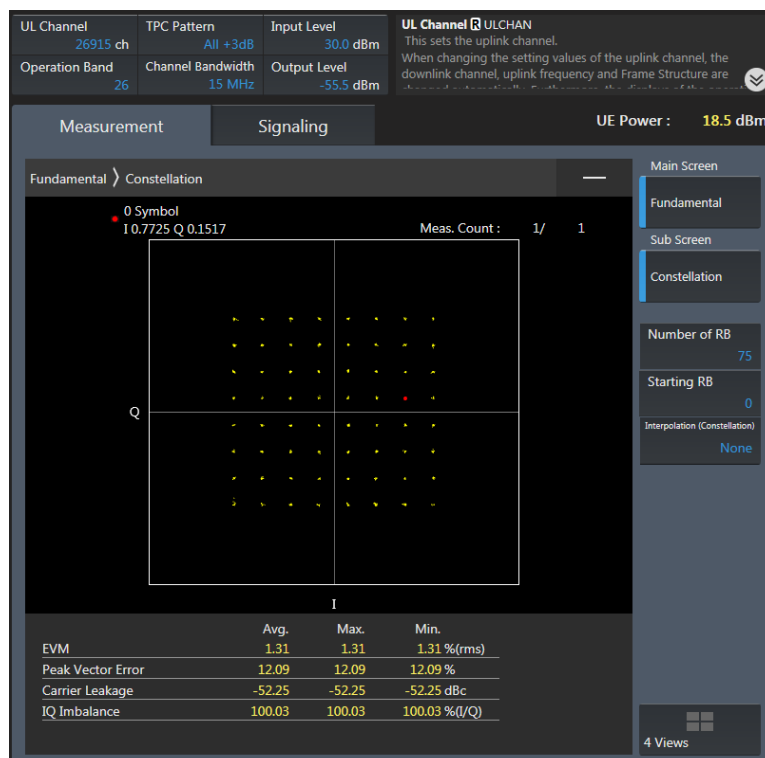 UL Channel
26915 ch
TPC Pattern
All +3dB
Input Level
30.0 dBm
Operation Band
26
Channel Bandwidth
15 MHz
Output Level
-55.5 dBm
UL Channel R ULCHAN
This sets the uplink channel.
When changing the setting values of the uplink channel, the
downlink channel, uplink frequency and Frame Structure are
Measurement
Signaling
UE Power : 18.5 dBm
Fundamental 〉 Constellation
0 Symbol
I 0.7725 Q 0.1517
Meas. Count : 1/ 1
Q
I
Avg. Max. Min.
EVM 1.31 1.31 1.31 %(rms)
Peak Vector Error 12.09 12.09 12.09 %
Carrier Leakage -52.25 -52.25 -52.25 dBc
IQ Imbalance 100.03 100.03 100.03 %(I/Q)
Main Screen
Fundamental
Sub Screen
Constellation
Number of RB
75
Starting RB
0
Interpolation (Constellation)
None
4 Views